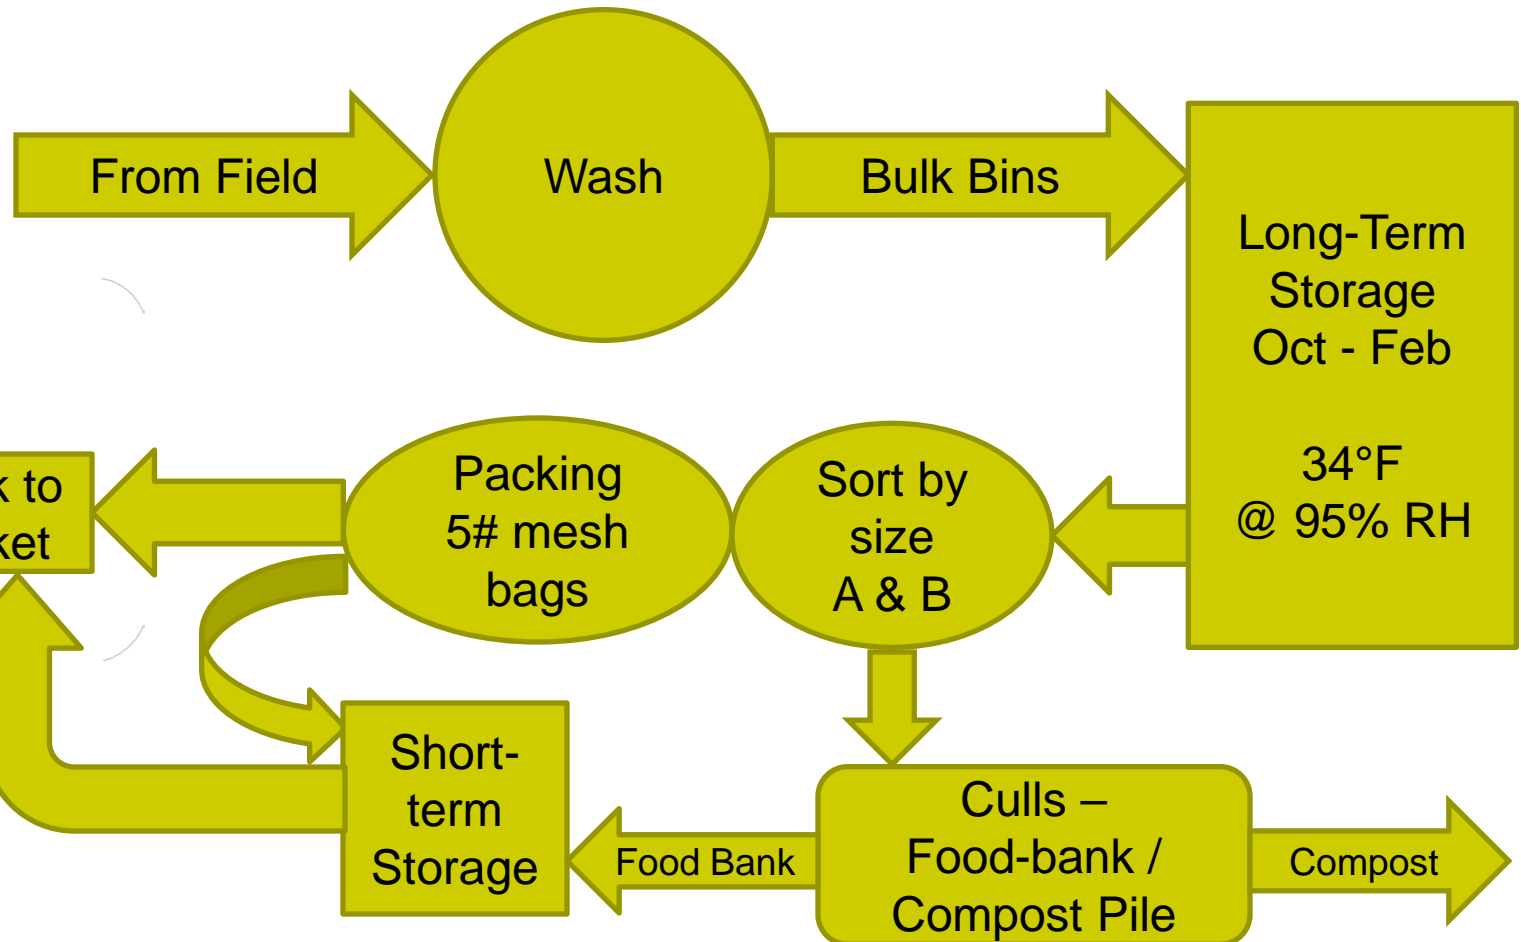 From Field
Wash
Bulk Bins
Long-Term
Storage
Oct - Feb
34°F
@ 95% RH
Sort by
size
A & B
Packing
5# mesh
bags
to
Short-
term
Storage
Food Bank
Culls –
Food-bank /
Compost Pile
Compost